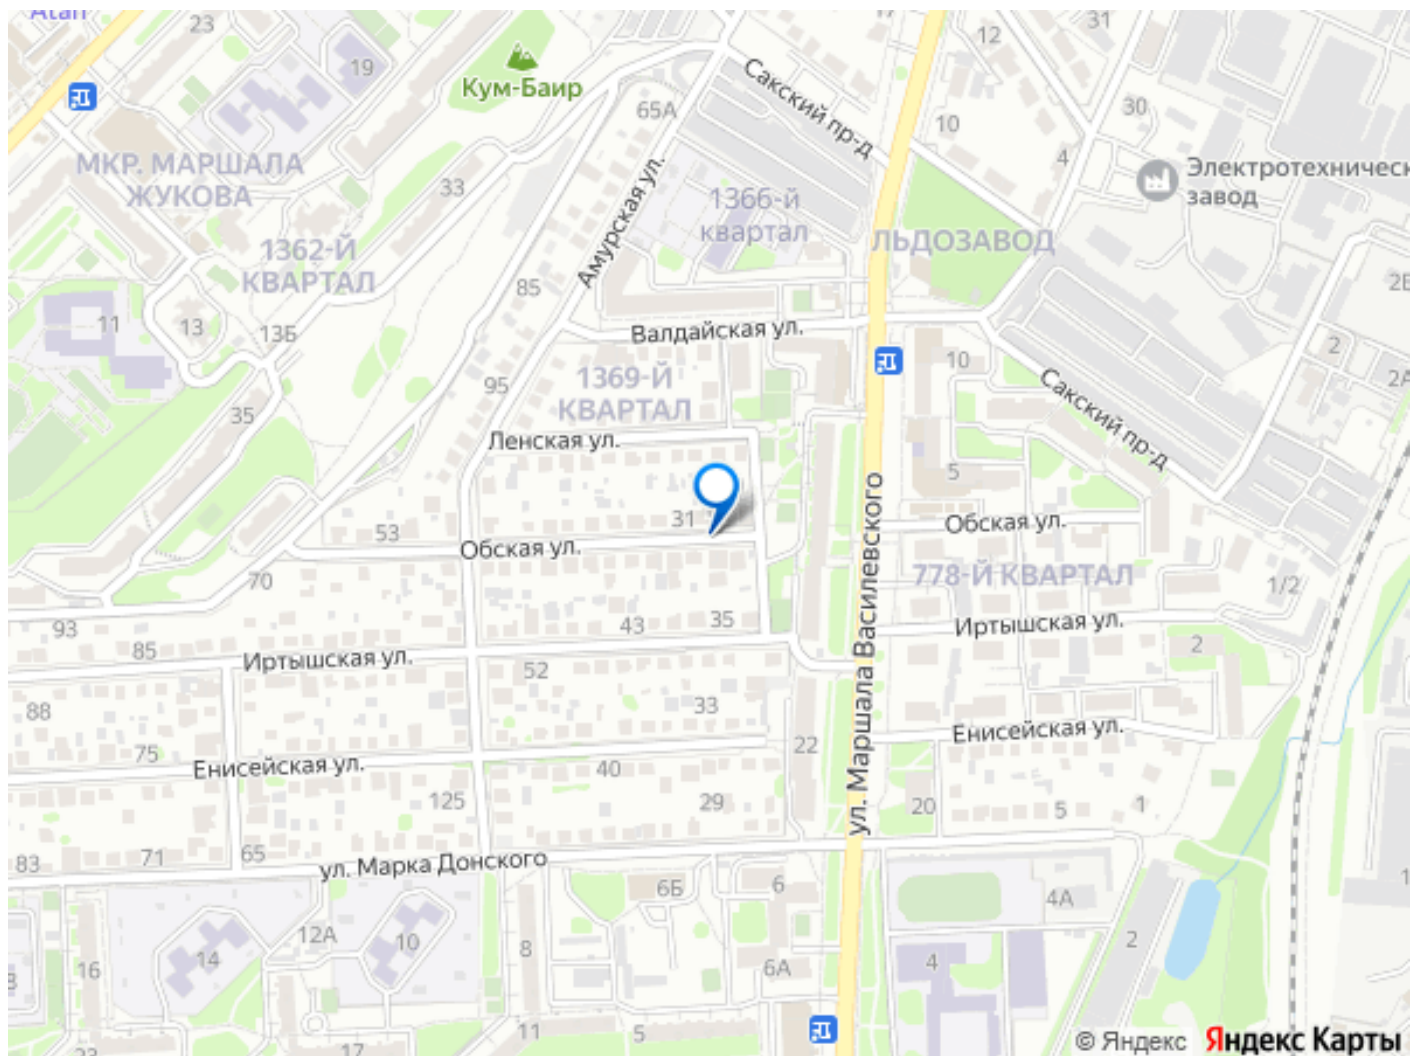 Atan
23
19
Кум-Баир
65А
Сакский пр-д
12
31
10
30
4
Электротехническ
завод
МКР. МАРШАЛА
ЖУКОВА
33
Амурская ул.
1366-й
квартал
ЛЬДОЗАВОД
1362-Й
КВАРТАЛ
85
11
13
13Б
Валдайская ул.
10
2
2А
1369-Й
КВАРТАЛ
95
35
Ленская ул.
Сакский пр-д
5
31
53
Обская ул.
Обская ул.
ул. Маршала Василевского
778-Й КВАРТАЛ
70
1/2
93
85
43
35
Иртышская ул.
Иртышская ул.
2
52
88
33
75
22
Енисейская ул.
Енисейская ул.
40
125
29
20
5
1
83
71
65
ул. Марка Донского
6Б
6
4А
12А
10
14
16
8
6А
4
2
11
5
17
23
© Яндекс Яндекс Карты